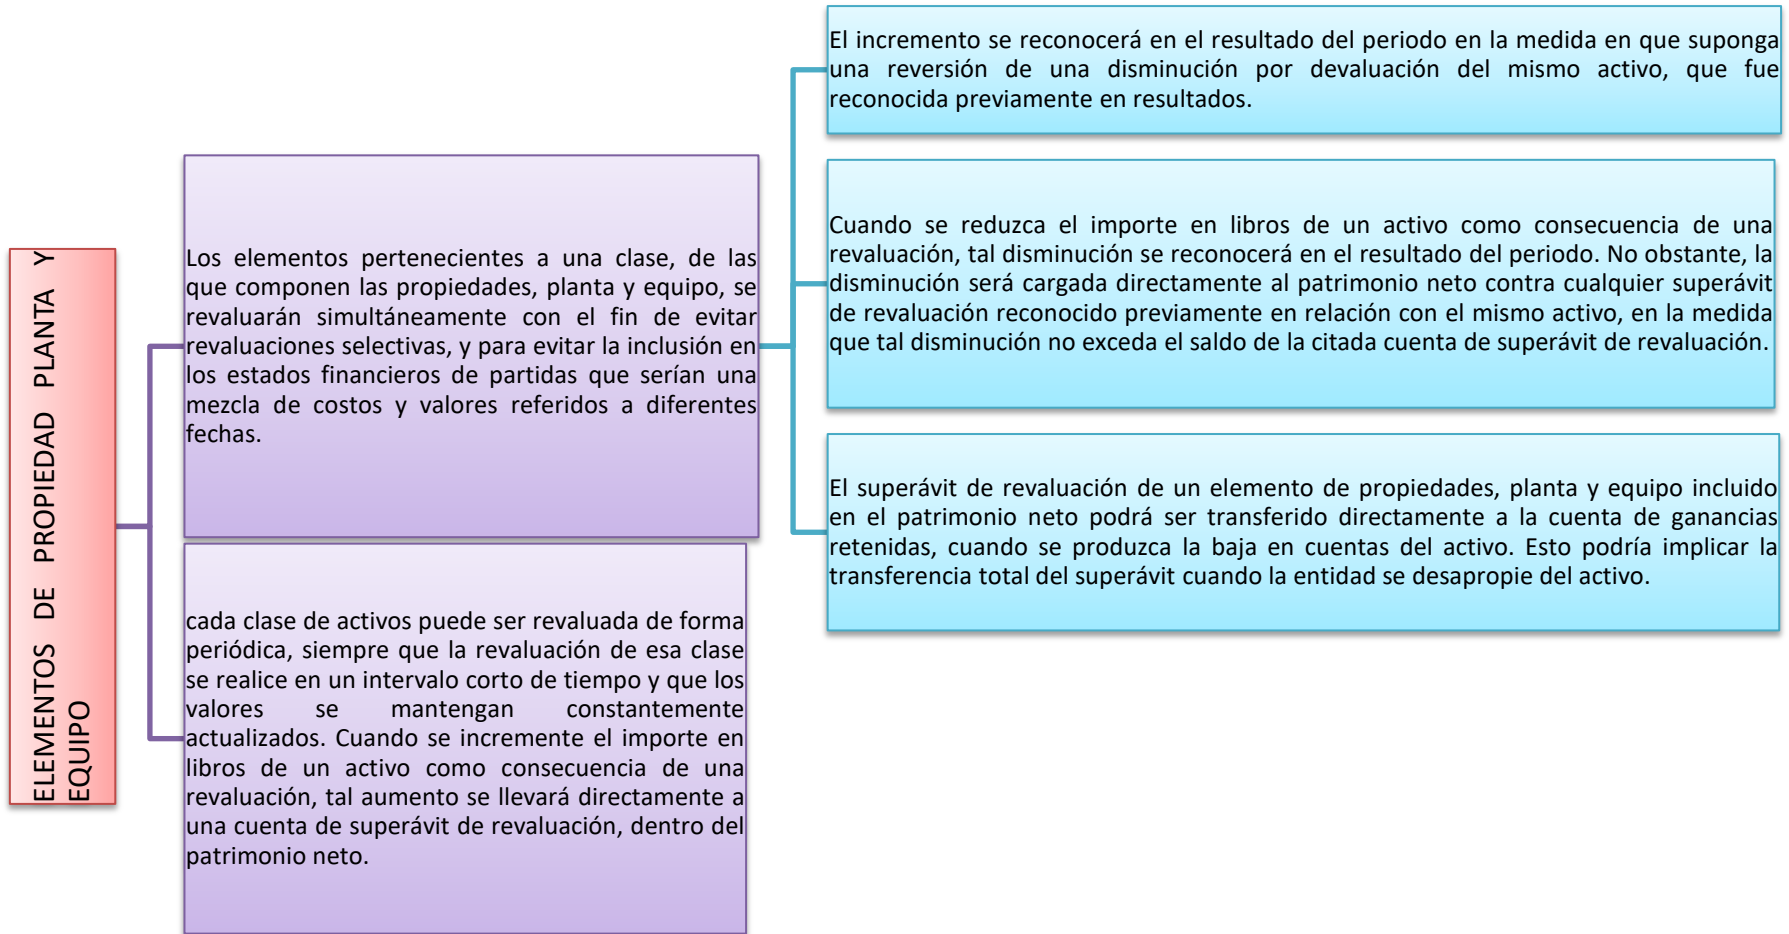 ELEMENTOS DE PROPIEDAD PLANTA Y
EQUIPO
Los elementos pertenecientes a una clase, de las
que componen las propiedades, planta y equipo, se
revaluarán simultáneamente con el fin de evitar
revaluaciones selectivas, y para evitar la inclusión en
los estados financieros de partidas que serían una
mezcla de costos y valores referidos a diferentes
fechas.
El incremento se reconocerá en el resultado del periodo en la medida en que suponga
una reversión de una disminución por devaluación del mismo activo, que fue
reconocida previamente en resultados.
Cuando se reduzca el importe en libros de un activo como consecuencia de una
revaluación, tal disminución se reconocerá en el resultado del periodo. No obstante, la
disminución será cargada directamente al patrimonio neto contra cualquier superávit
de revaluación reconocido previamente en relación con el mismo activo, en la medida
que tal disminución no exceda el saldo de la citada cuenta de superávit de revaluación.
El superávit de revaluación de un elemento de propiedades, planta y equipo incluido
en el patrimonio neto podrá ser transferido directamente a la cuenta de ganancias
retenidas, cuando se produzca la baja en cuentas del activo. Esto podría implicar la
transferencia total del superávit cuando la entidad se desapropie del activo.
cada clase de activos puede ser revaluada de forma
periódica, siempre que la revaluación de esa clase
se realice en un intervalo corto de tiempo y que los
valores se mantengan constantemente
actualizados. Cuando se incremente el importe en
libros de un activo como consecuencia de una
revaluación, tal aumento se llevará directamente a
una cuenta de superávit de revaluación, dentro del
patrimonio neto.